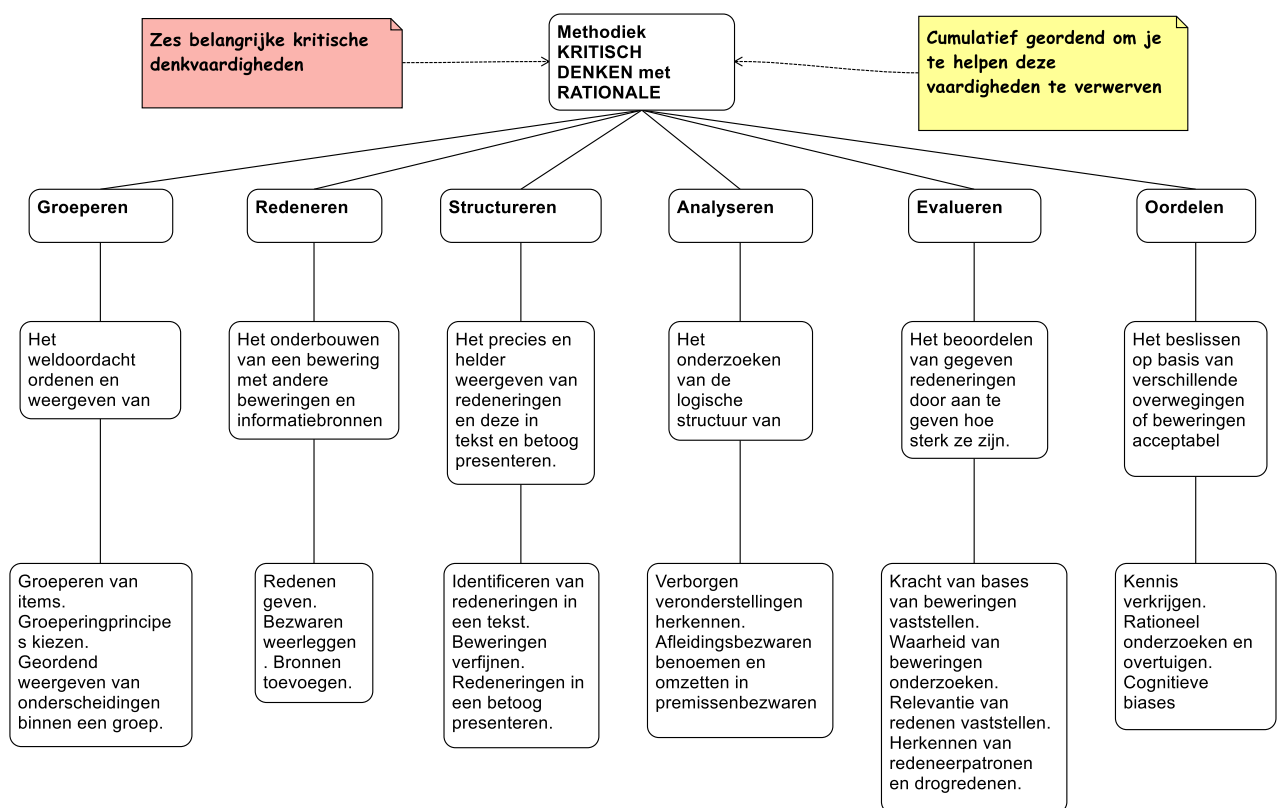 Zes belangrijke kritische
denkvaardigheden
Methodiek
KRITISCH
DENKEN met
RATIONALE
Cumulatief geordend om je
te helpen deze
vaardigheden te verwerven
Groeperen
Redeneren
Structureren
Analyseren
Evalueren
Oordelen
Het
weldoordacht
ordenen en
weergeven van
Het onderbouwen
van een bewering
met andere
beweringen en
informatiebronnen
Het precies en
helder
weergeven van
redeneringen
en deze in
tekst en betoog
presenteren.
Het
onderzoeken
van de
logische
structuur van
Het beoordelen
van gegeven
redeneringen
door aan te
geven hoe
sterk ze zijn.
Het beslissen
op basis van
verschillende
overwegingen
of beweringen
acceptabel
Groeperen van
items.
Groeperingprincipe
s kiezen.
Geordend
weergeven van
onderscheidingen
binnen een groep.
Redenen
geven.
Bezwaren
weerleggen
. Bronnen
toevoegen.
Identificeren van
redeneringen in
een tekst.
Beweringen
verfijnen.
Redeneringen in
een betoog
presenteren.
Verborgen
veronderstellingen
herkennen.
Afleidingsbezwaren
benoemen en
omzetten in
premissenbezwaren
Kracht van bases
van beweringen
vaststellen.
Waarheid van
beweringen
onderzoeken.
Relevantie van
redenen vaststellen.
Herkennen van
redeneerpatronen
en drogredenen.
Kennis
verkrijgen.
Rationeel
onderzoeken en
overtuigen.
Cognitieve
biases